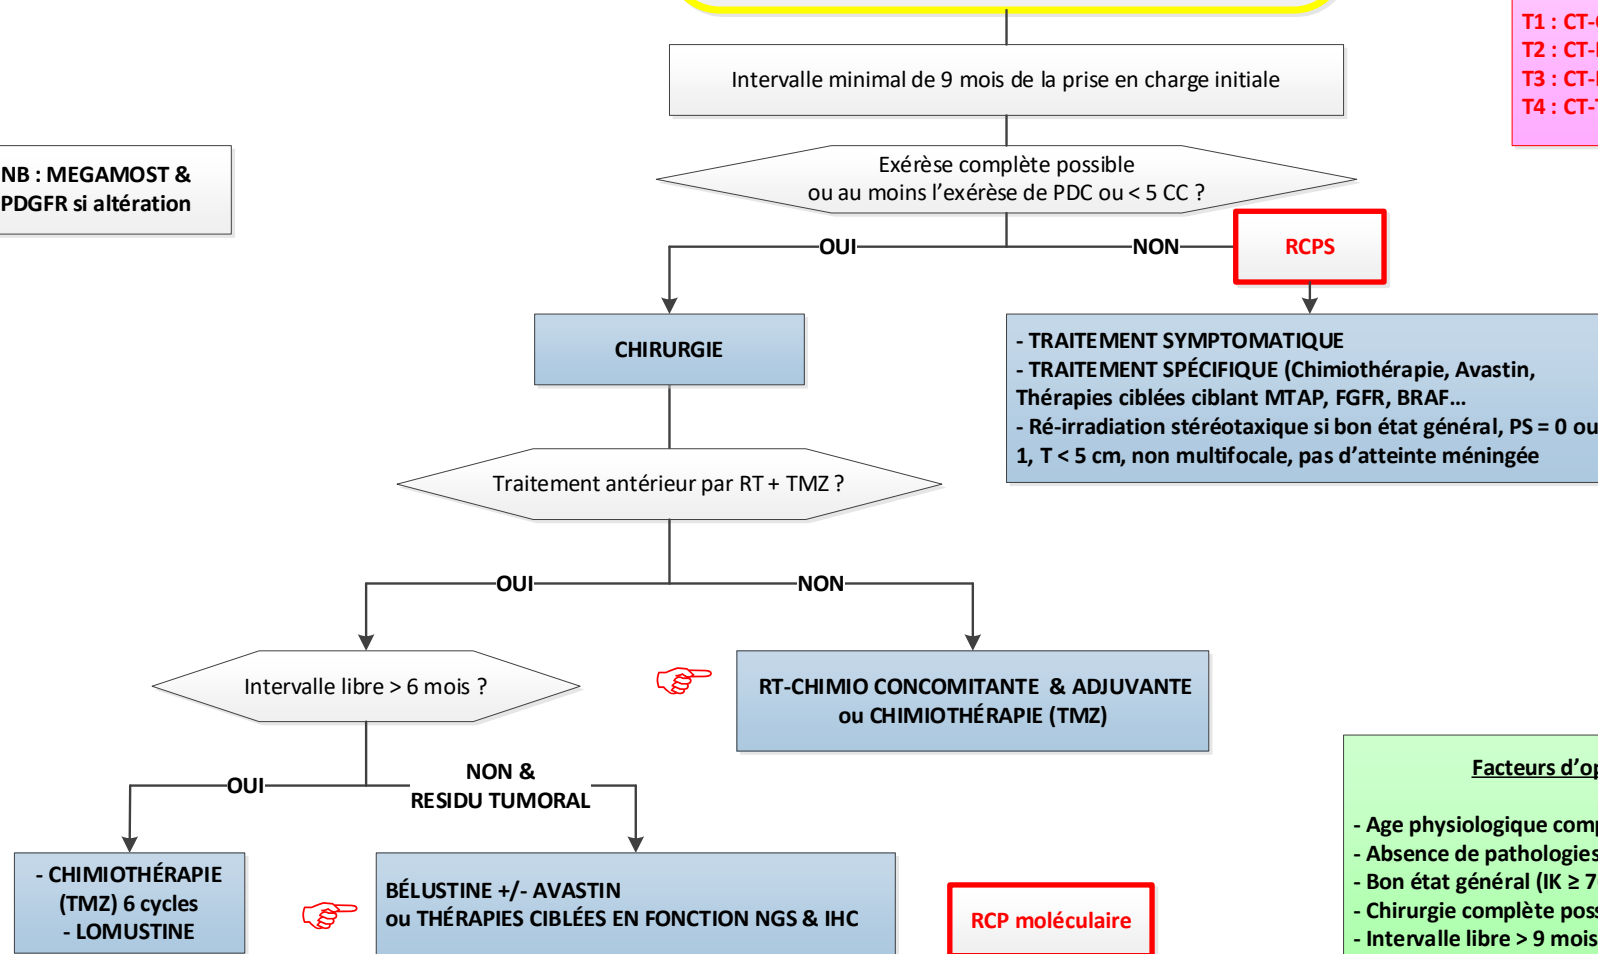 T1 : CT-
T2 : CT-
T3 : CT-
T4 : CT-
Intervalle minimal de 9 mois de la prise en charge initiale
NB : MEGAMOST &
PDGFR si altération
Exérèse complète possible
ou au moins l’exérèse de PDC ou < 5 CC ?
OUI
NON
RCPS
CHIRURGIE
- TRAITEMENT SYMPTOMATIQUE
- TRAITEMENT SPÉCIFIQUE (Chimiothérapie, Avastin,
Thérapies ciblées ciblant MTAP, FGFR, BRAF…
- Ré-irradiation stéréotaxique si bon état général, PS = 0 ou
1, T < 5 cm, non multifocale, pas d’atteinte méningée
Traitement antérieur par RT + TMZ ?
OUI
NON
Intervalle libre > 6 mois ?
RT-CHIMIO CONCOMITANTE & ADJUVANTE
ou CHIMIOTHÉRAPIE (TMZ)
OUI
NON &
RESIDU TUMORAL
- CHIMIOTHÉRAPIE
(TMZ) 6 cycles
- LOMUSTINE
BÉLUSTINE +/- AVASTIN
ou THÉRAPIES CIBLÉES EN FONCTION NGS & IHC
RCP moléculaire
Facteurs d’op
- Age physiologique comp
- Absence de pathologies
- Bon état général (IK ≥ 7
- Chirurgie complète poss
- Intervalle libre > 9 mois